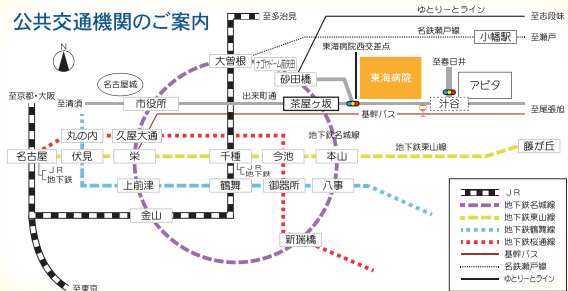 公共交通機関のご案内
至多治見
ゆとりーとライン
至志段味
名鉄瀬戸線
小幡駅
至瀬戸
N
大曽根
ナゴヤドーム前矢田
東海病院西交差点
至春日井
砂田橋
東海病院
アピタ
名古屋城
至京都・大阪
至清須
市役所
出来町通
茶屋ヶ坂
汁谷
至尾張旭
基幹バス
丸の内
久屋大通
地下鉄名城線
名古屋
伏見
栄
千種
今池
本山
地下鉄東山線
藤が丘
JR
地下鉄
JR
地下鉄
上前津
鶴舞
御器所
八事
金山
新瑞橋
至東京
JR
地下鉄名城線
地下鉄東山線
地下鉄鶴舞線
地下鉄桜通線
基幹バス
名鉄瀬戸線
ゆとりーとライン